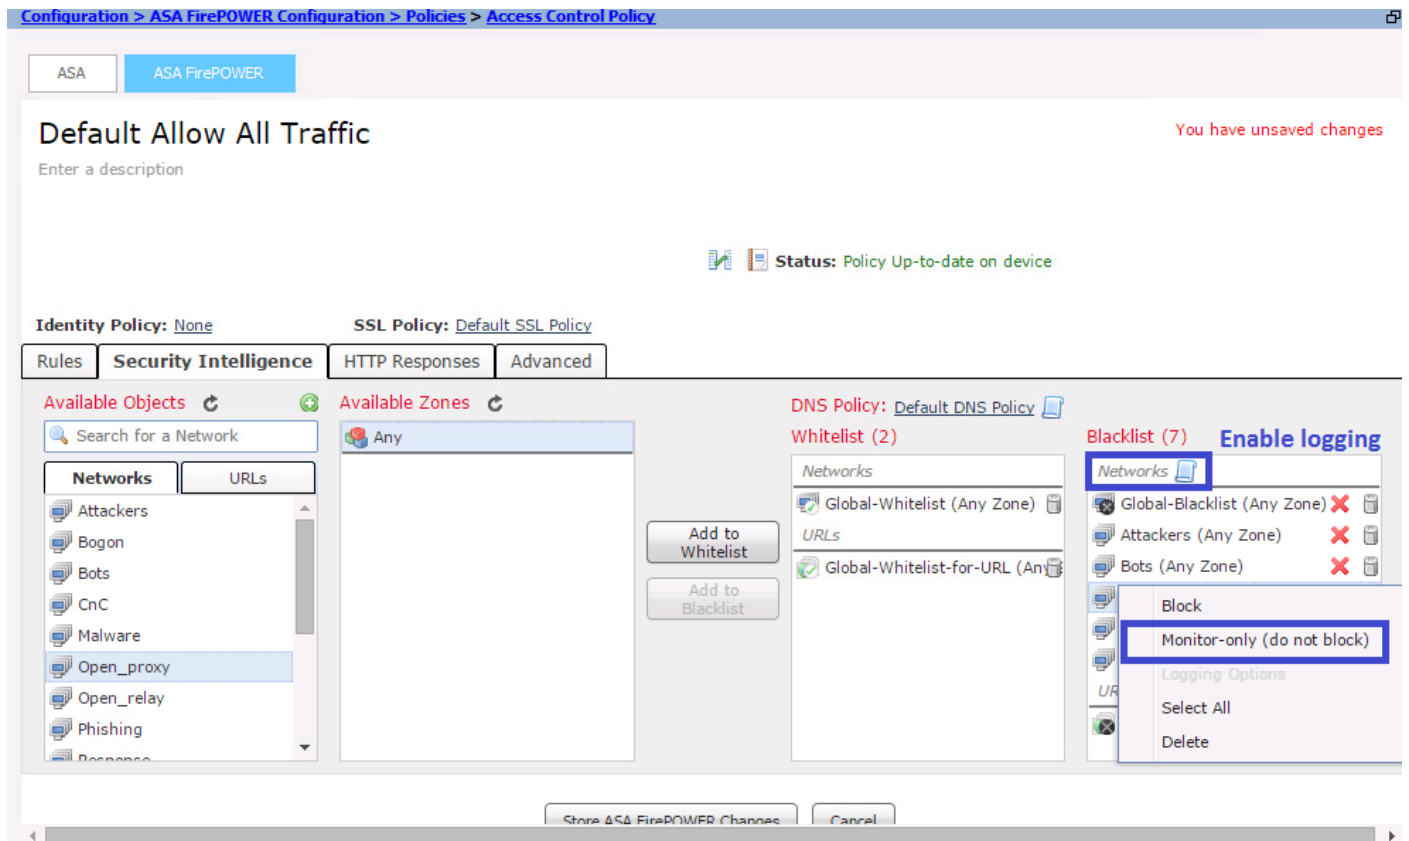 Configuration > ASA FirePOWER Configuration > Policies > Access Control Policy
ASA
ASA FirePOWER
Default Allow All Traffic
You have unsaved changes
Enter a description
Status: Policy Up-to-date on device
Identity Policy: None
SSL Policy: Default SSL Policy
Rules
Security Intelligence
HTTP Responses
Advanced
Available Objects
Search for a Network
Networks
URLs
Attackers
Bogon
Bots
CnC
Malware
Open_proxy
Open_relay
Phishing
Response
Available Zones
Any
Add to
Whitelist
Add to
Blacklist
DNS Policy: Default DNS Policy
Whitelist (2)
Networks
Global-Whitelist (Any Zone)
URLs
Global-Whitelist-for-URL (Any
Blacklist (7)
Enable logging
Networks
Global-Blacklist (Any Zone)
Attackers (Any Zone)
Bots (Any Zone)
UR
Block
Monitor-only (do not block)
Logging Options
Select All
Delete
Store ASA FirePOWER Changes
Cancel